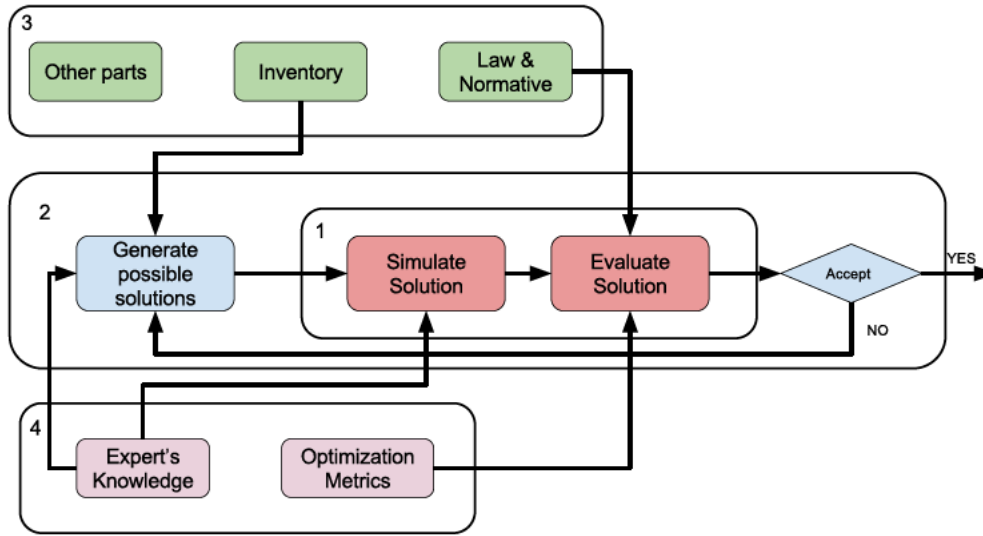 3
Other parts
Inventory
Law &
Normative
2
1
Generate
possible
solutions
Simulate
Solution
Evaluate
Solution
Accept
YES
NO
4
Expert's
Knowledge
Optimization
Metrics